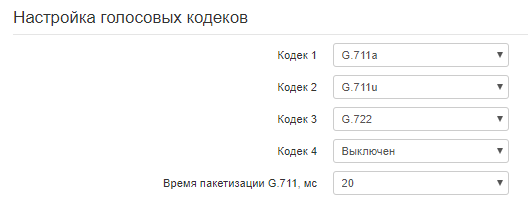 Настройка голосовых кодеков
Кодек 1 G.711a
Кодек 2 G.711u
Кодек 3 G.722
Кодек 4 Выключен
Время пакетизации G.711, мс 20